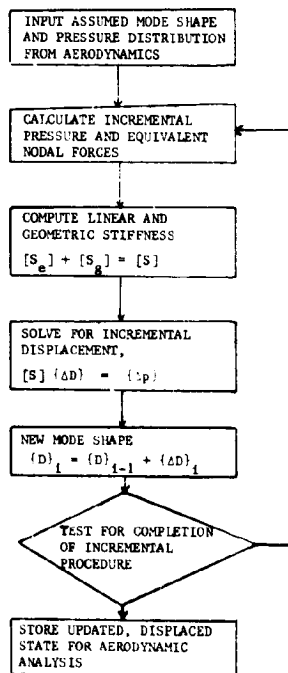 INPUT ASSUMED MODE SHAPE
AND PRESSURE DISTRIBUTION
FROM AERODYNAMICS
CALCULATE INCREMENTAL
PRESSURE AND EQUIVALENT
NODAL FORCES
COMPUTE LINEAR AND
GEOMETRIC STIFFNESS
[S_e] + [S_g] = [S]
SOLVE FOR INCREMENTAL
DISPLACEMENT,
[S] {ΔD} = {Δp}
NEW MODE SHAPE
{D}_i = {D}_{i-1} + {ΔD}_i
TEST FOR COMPLETION
OF INCREMENTAL
PROCEDURE
STORE UPDATED, DISPLACED
STATE FOR AERODYNAMIC
ANALYSIS